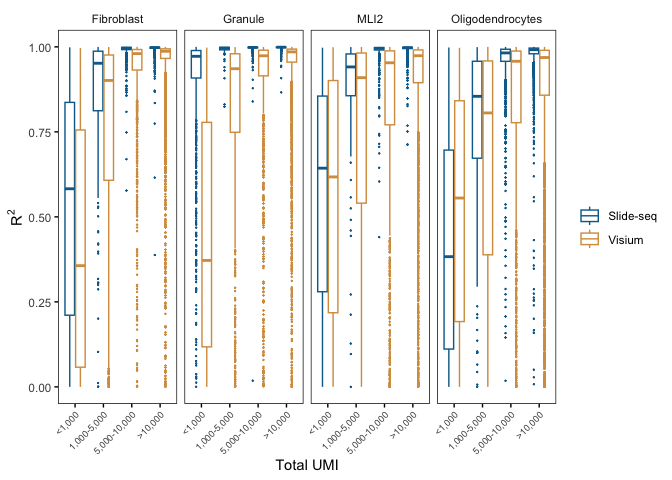 Fibroblast Granule MLI2 Oligodendrocytes
1.00
0.75
0.50
0.25
0.00
R²
Slide-seq
Visium
<1,000 1,000-5,000 5,000-10,000 >10,000 <1,000 1,000-5,000 5,000-10,000 >10,000 <1,000 1,000-5,000 5,000-10,000 >10,000 <1,000 1,000-5,000 5,000-10,000 >10,000
Total UMI